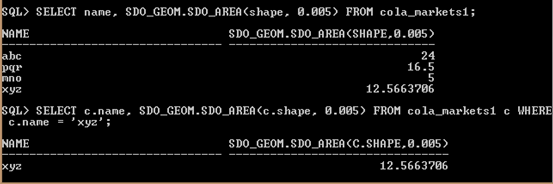 SQL> SELECT name, SDO_GEOM.SDO_AREA(shape, 0.005) FROM cola_markets1;
NAME SDO_GEOM.SDO_AREA(SHAPE,0.005)
-------------------------------- ------------------------------
abc 24
pqr 16.5
mno 5
xyz 12.5663706
SQL> SELECT c.name, SDO_GEOM.SDO_AREA(c.shape, 0.005) FROM cola_markets1 c WHERE
c.name = 'xyz';
NAME SDO_GEOM.SDO_AREA(C.SHAPE,0.005)
-------------------------------- --------------------------------
xyz 12.5663706